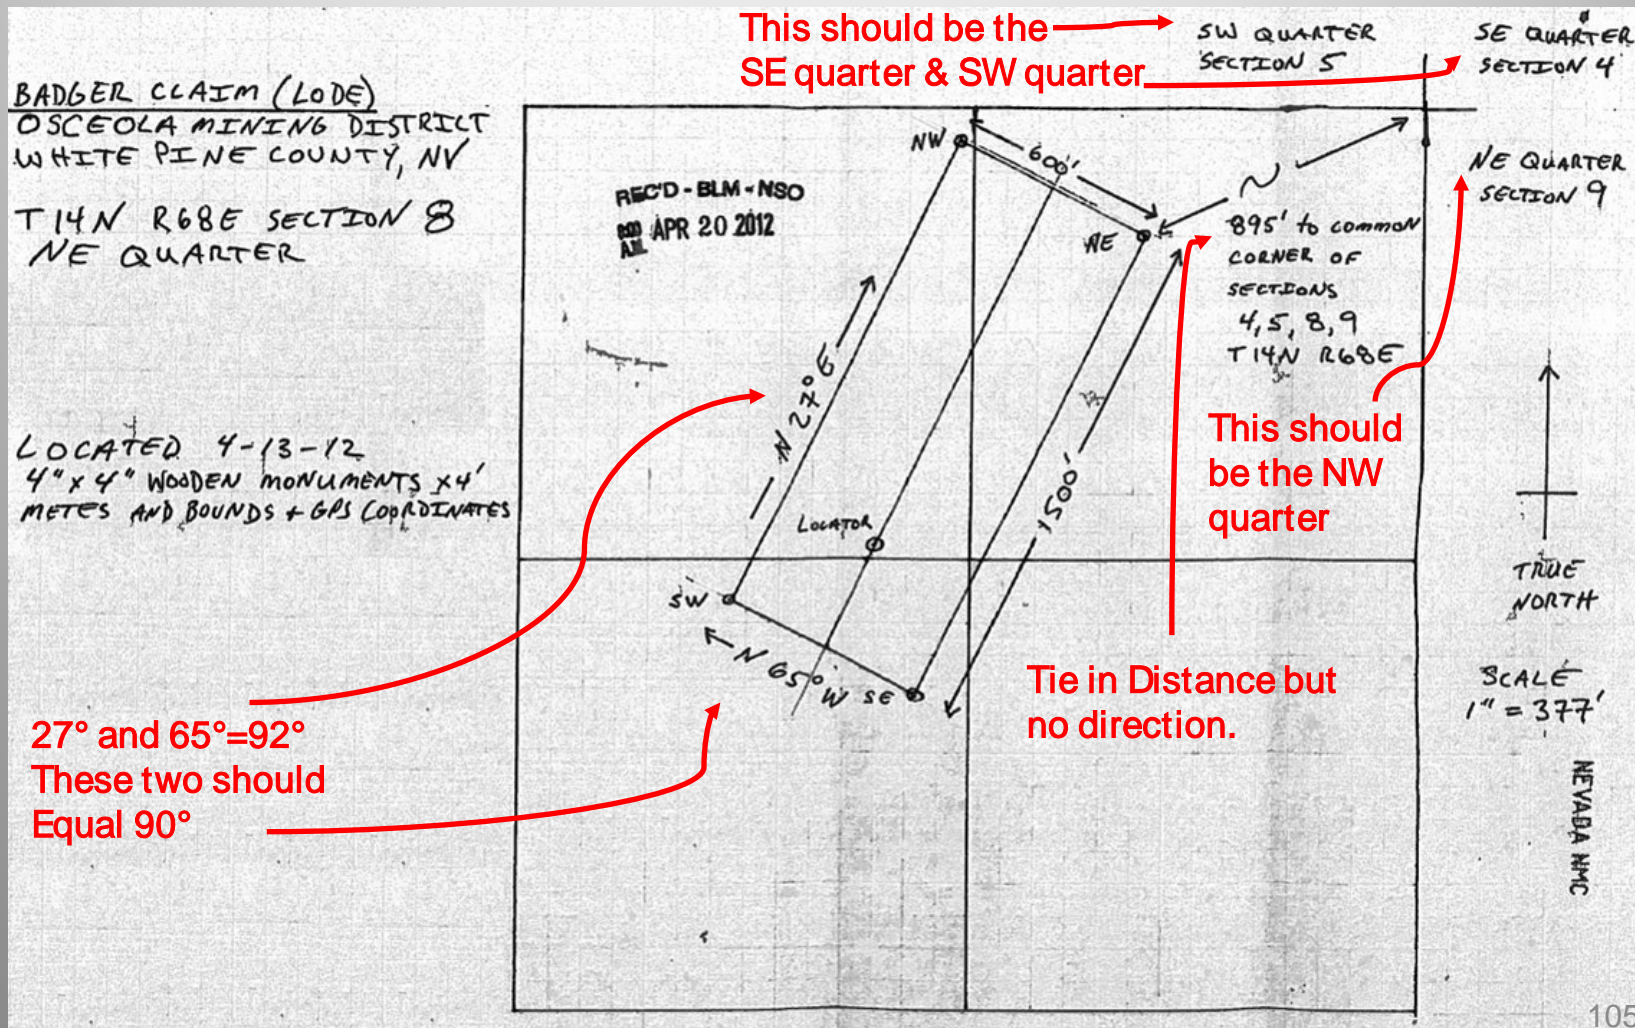 This should be the
SE quarter & SW quarter
SW QUARTER
SECTION 5
SE QUARTER
SECTION 4
BADGER CLAIM (LODE)
OSCEOLA MINING DISTRICT
WHITE PINE COUNTY, NV
T 14 N R68E SECTION 8
NE QUARTER
REC'D - BLM - NSO
APR 20 2012
LOCATED 4-13-12
4" x 4" WOODEN MONUMENTS x 4'
METES AND BOUNDS + GPS COORDINATES
NW
600'
NE
NE QUARTER
SECTION 9
895' to common
CORNER OF
SECTIONS
4, 5, 8, 9
T 14N R68E
N 27° E
1500'
LOCATOR
SW
N 65° W
SE
This should
be the NW
quarter
TRUE
NORTH
SCALE
1" = 377'
Tie in Distance but
no direction.
27° and 65°=92°
These two should
Equal 90°
NEVADA NMC
105